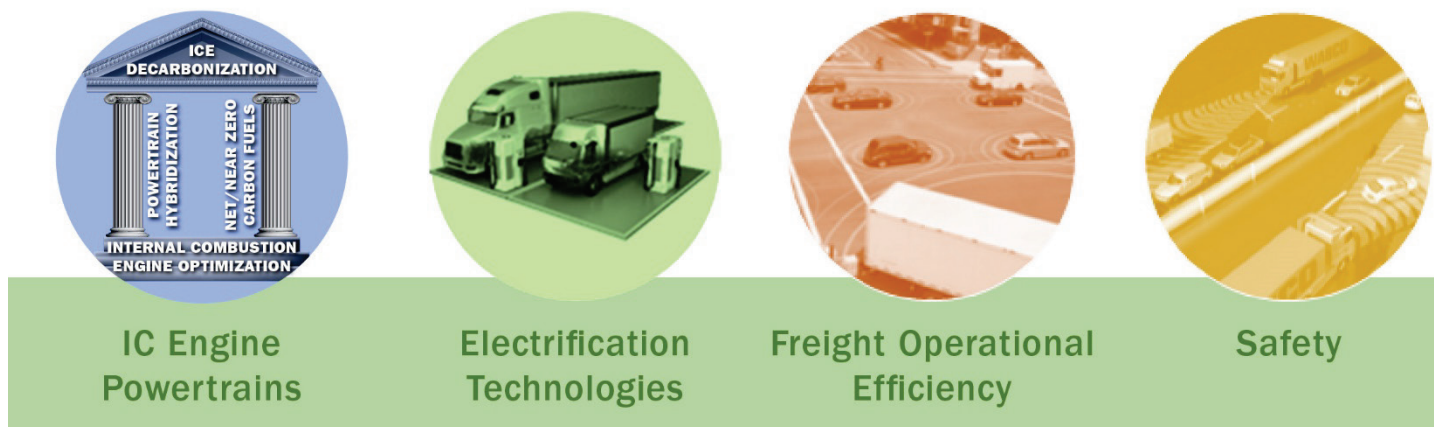 ICE
DECARBONIZATION
POWERTRAIN
HYBRIDIZATION
NET/NEAR ZERO
CARBON FUELS
INTERNAL COMBUSTION
ENGINE OPTIMIZATION
WABCO
IC Engine
Powertrains
Electrification
Technologies
Freight Operational
Efficiency
Safety